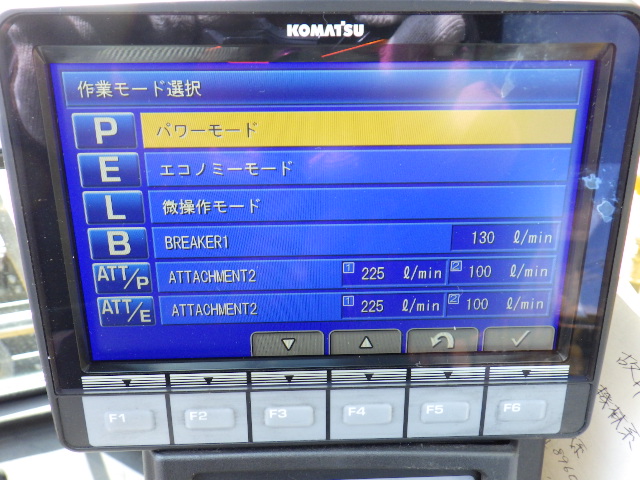 KOMATSU
作業モード選択
P パワーモード
E エコノミーモード
L 微操作モード
B BREAKER1 130 ℓ/min
ATT/P ATTACHMENT2 1 225 ℓ/min 2 100 ℓ/min
ATT/E ATTACHMENT2 1 225 ℓ/min 2 100 ℓ/min
F1 F2 F3 F4 F5 F6